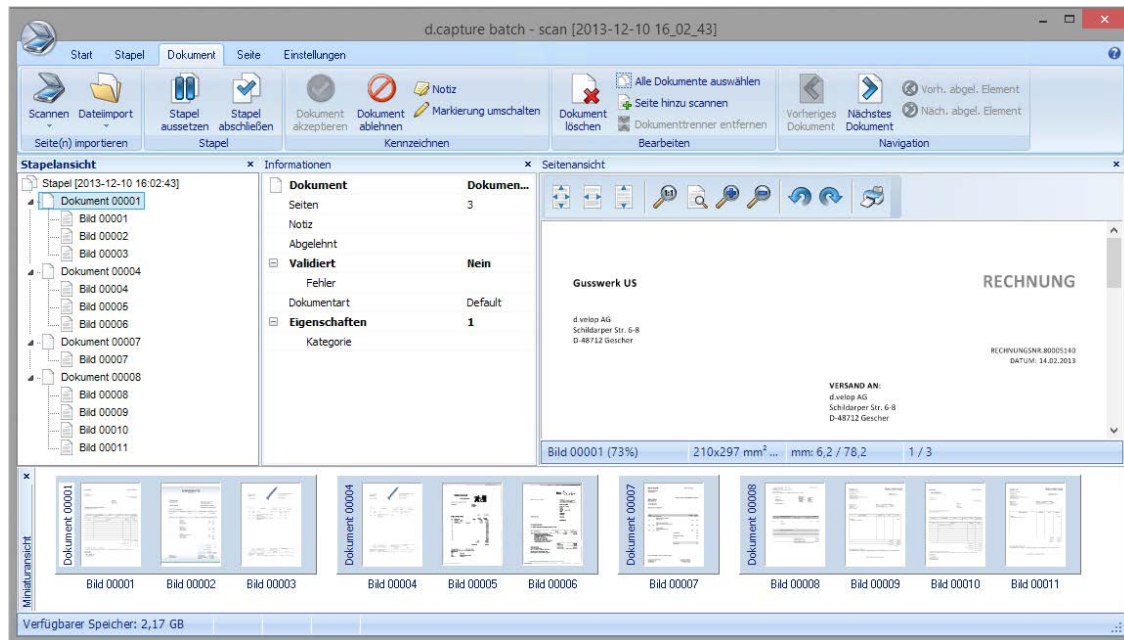 d.capture batch - scan [2013-12-10 16_02_43]
Start Stapel Dokument Seite Einstellungen
Scannen Dateiimport
Seite(n) importieren
Stapel aussetzen
Stapel abschließen
Stapel
Dokument akzeptieren
Dokument ablehnen
Notiz
Markierung umschalten
Kennzeichnen
Dokument löschen
Alle Dokumente auswählen
Seite hinzu scannen
Dokumenttrenner entfernen
Bearbeiten
Vorheriges Dokument
Nächstes Dokument
Vorh. abgel. Element
Näch. abgel. Element
Navigation
Stapelansicht
Stapel [2013-12-10 16:02:43]
Dokument 00001
Bild 00001
Bild 00002
Bild 00003
Dokument 00004
Bild 00004
Bild 00005
Bild 00006
Dokument 00007
Bild 00007
Dokument 00008
Bild 00008
Bild 00009
Bild 00010
Bild 00011
Informationen
Dokument Dokumen...
Seiten 3
Notiz
Abgelehnt
Validiert Nein
Fehler
Dokumentart Default
Eigenschaften 1
Kategorie
Seitenansicht
1:1
Gusswerk US
RECHNUNG
d.velop AG
Schildarper Str. 6-8
D-48712 Gescher
RECHNUNGSNR.80005140
DATUM: 14.02.2013
VERSAND AN:
d.velop AG
Schildarper Str. 6-8
D-48712 Gescher
Bild 00001 (73%) 210x297 mm² ... mm: 6,2 / 78,2 1 / 3
Miniaturansicht
Dokument 00001
Bild 00001 Bild 00002 Bild 00003
Dokument 00004
Bild 00004 Bild 00005 Bild 00006
Dokument 00007
Bild 00007
Dokument 00008
Bild 00008 Bild 00009 Bild 00010 Bild 00011
Verfügbarer Speicher: 2,17 GB